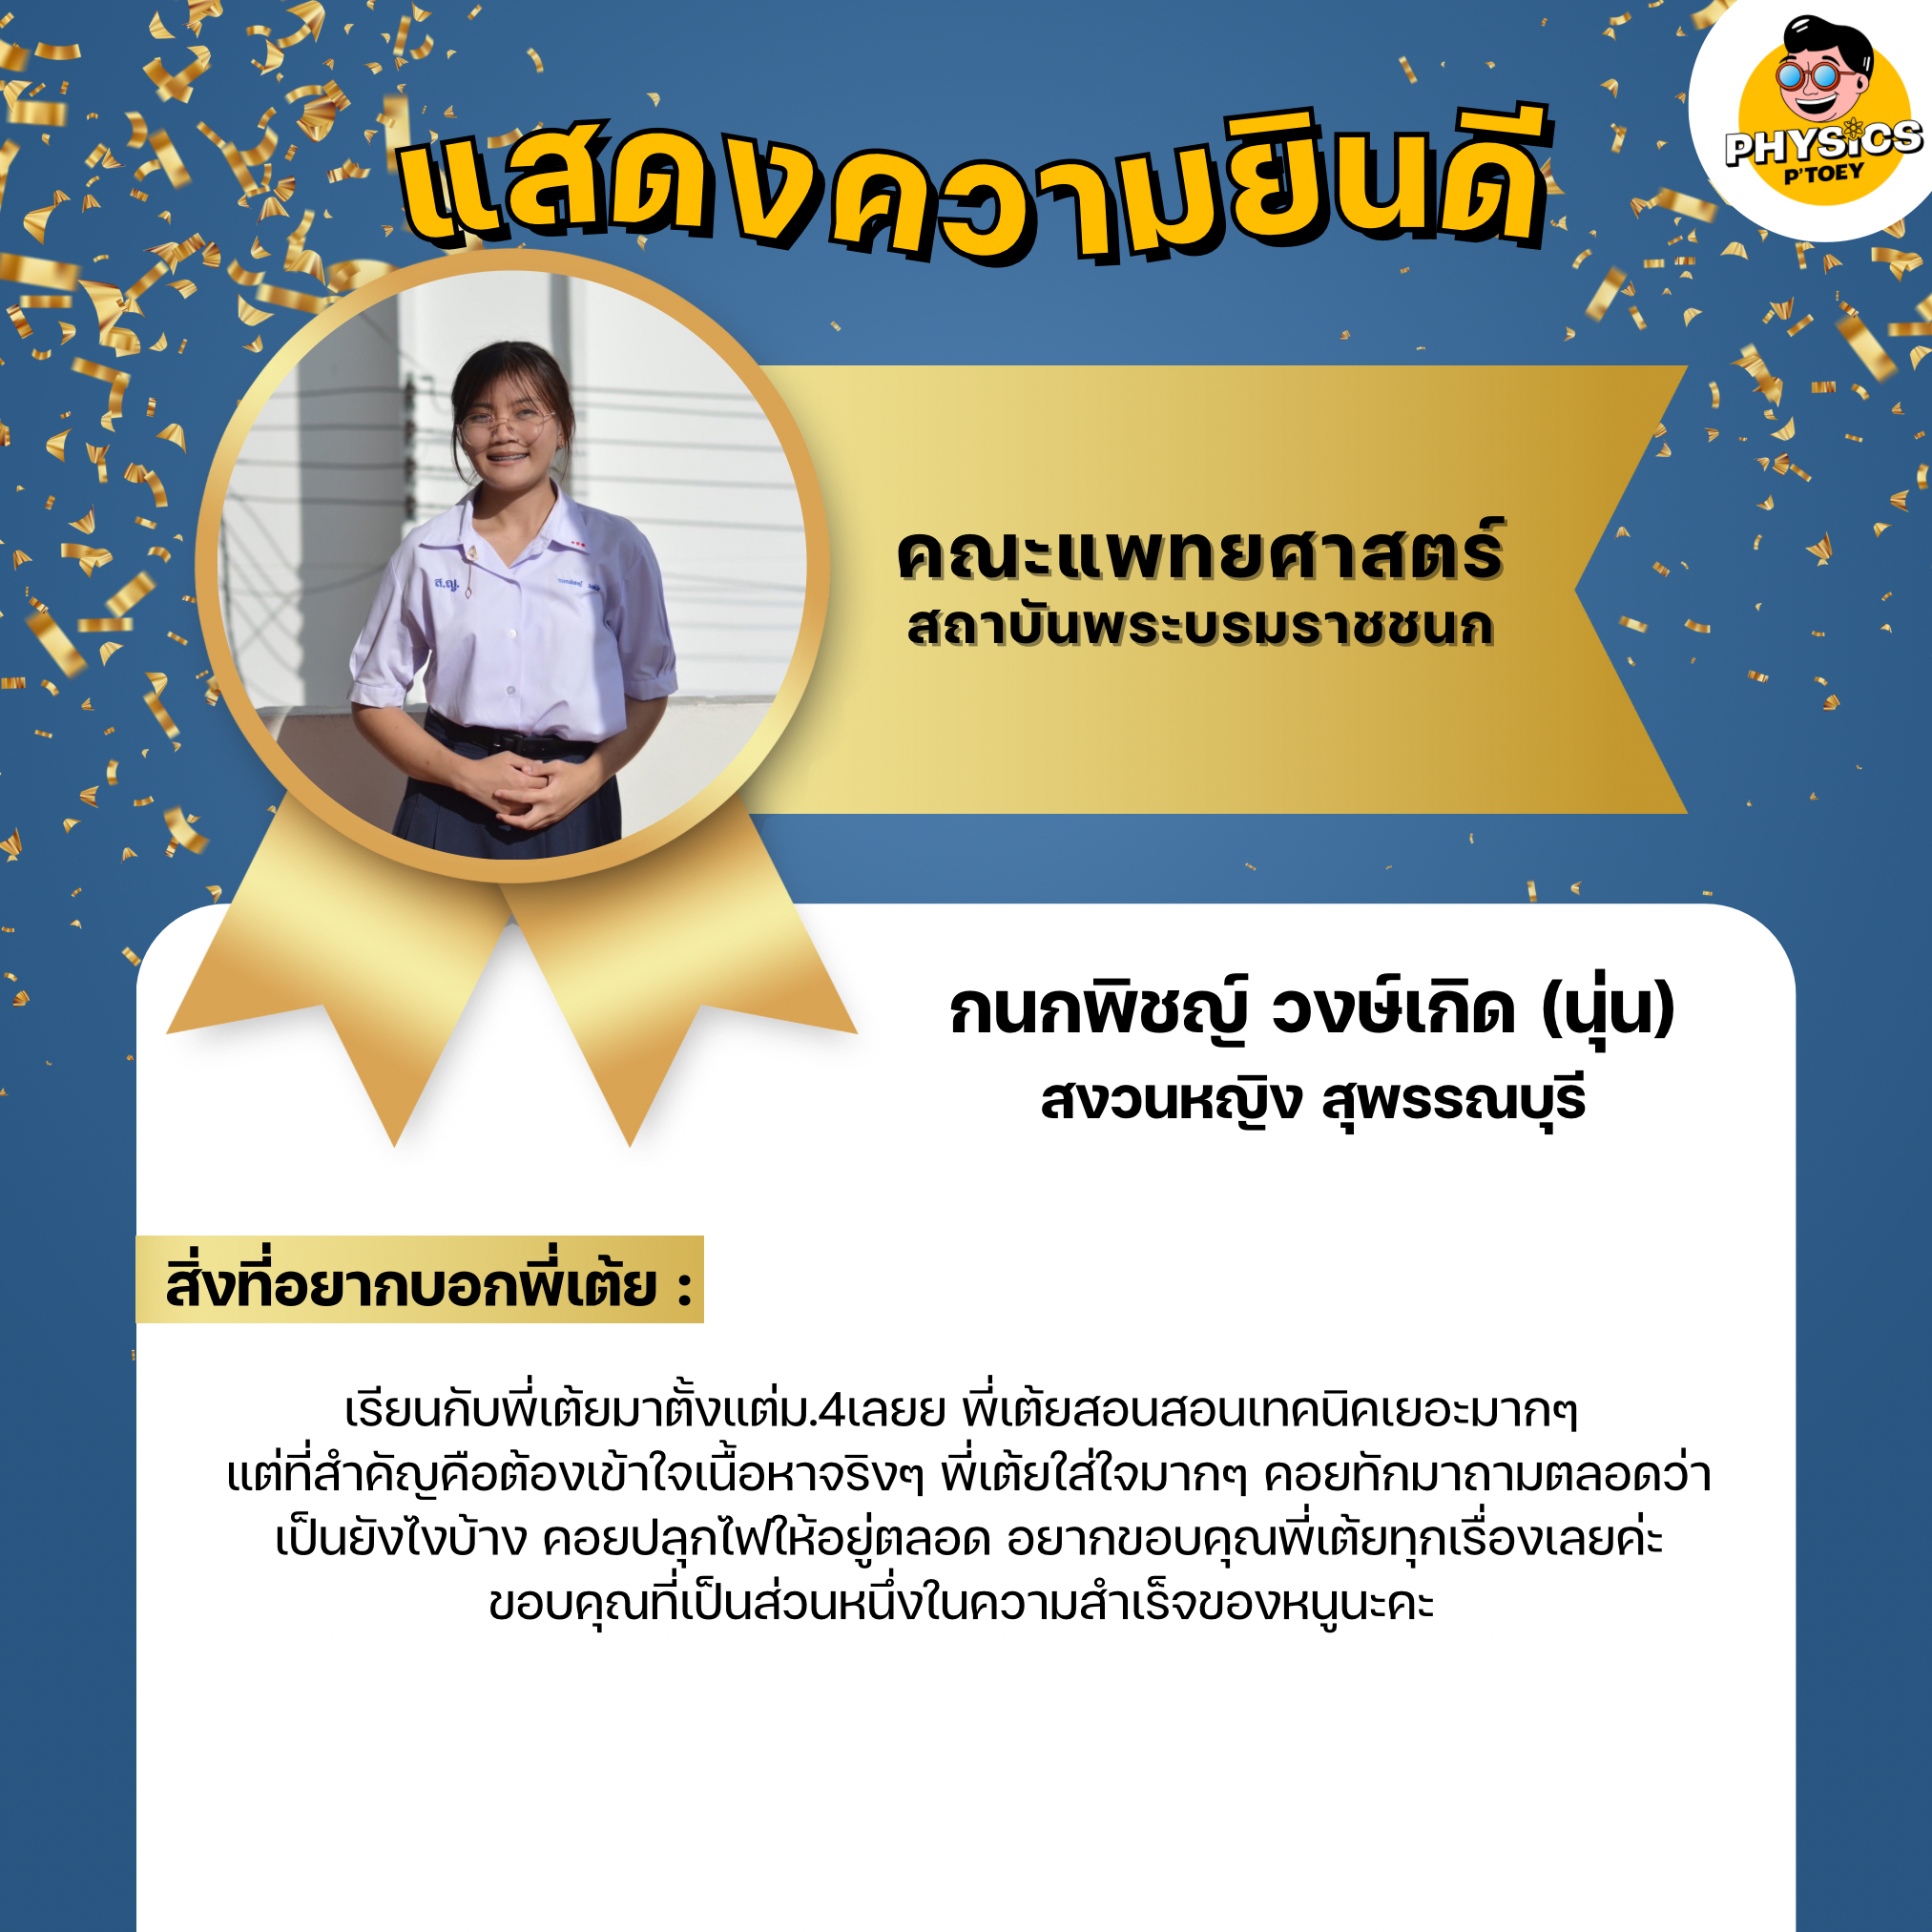 แสดงความยินดี
PHYSiCS
P'TOEY
คณะแพทยศาสตร์
สถาบันพระบรมราชชนก
ส.ญ.
กนกพิชญ์ วงษ์เกิด (นุ่น)
สงวนหญิง สุพรรณบุรี
สิ่งที่อยากบอกพี่เต้ย :
เรียนกับพี่เต้ยมาตั้งแต่ม.4เลยย พี่เต้ยสอนสอนเทคนิคเยอะมากๆ
แต่ที่สำคัญคือต้องเข้าใจเนื้อหาจริงๆ พี่เต้ยใส่ใจมากๆ คอยทักมาถามตลอดว่า
เป็นยังไงบ้าง คอยปลุกไฟให้อยู่ตลอด อยากขอบคุณพี่เต้ยทุกเรื่องเลยค่ะ
ขอบคุณที่เป็นส่วนหนึ่งในความสำเร็จของหนูนะคะ